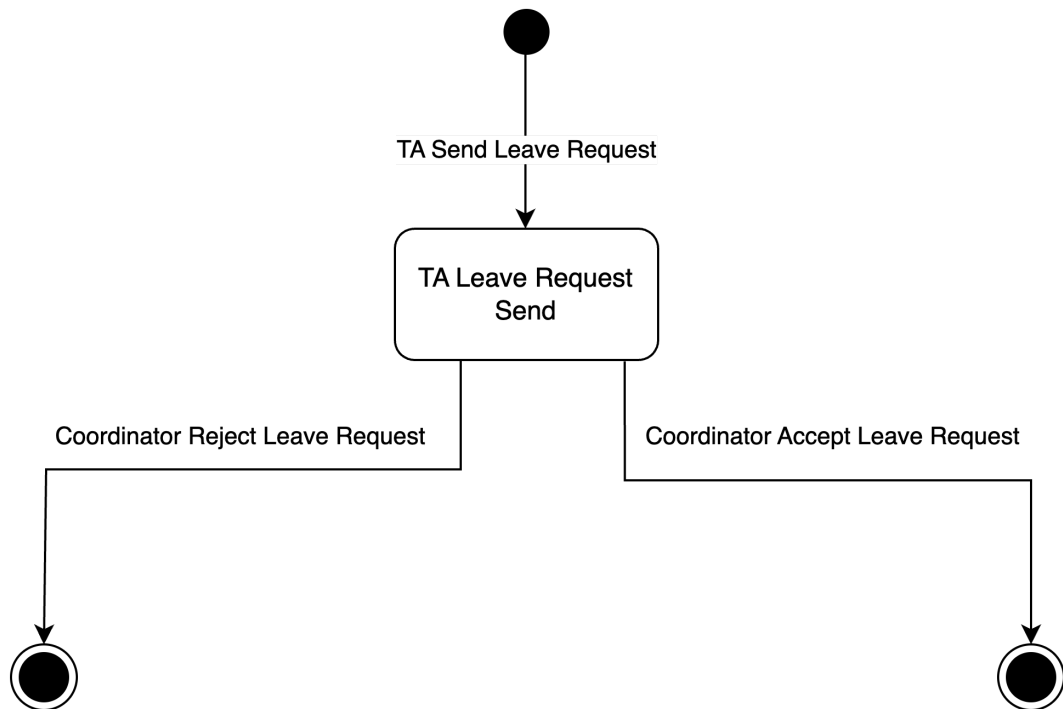 TA Send Leave Request
TA Leave Request
Send
Coordinator Reject Leave Request
Coordinator Accept Leave Request